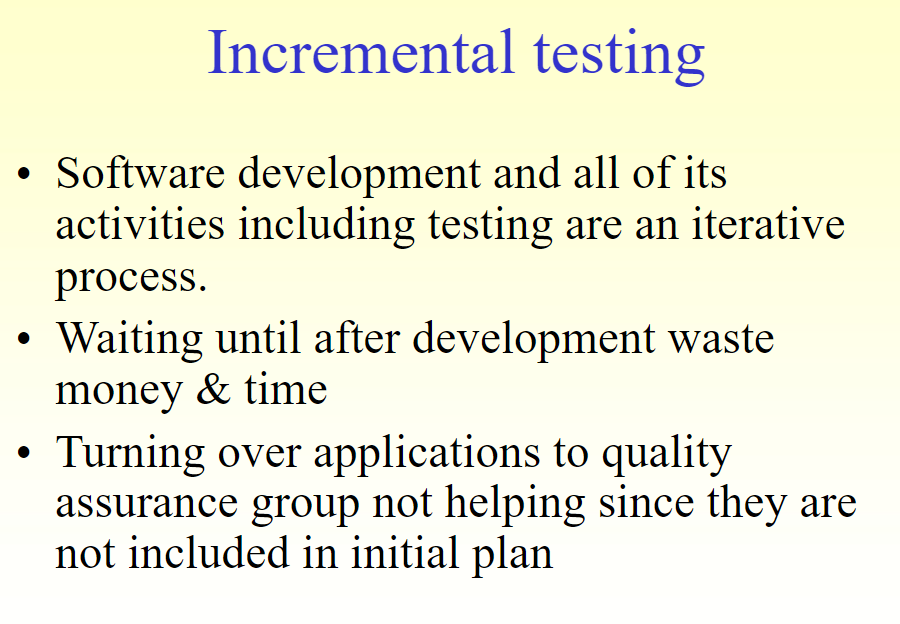 Incremental testing
• Software development and all of its
activities including testing are an iterative
process.
• Waiting until after development waste
money & time
• Turning over applications to quality
assurance group not helping since they are
not included in initial plan